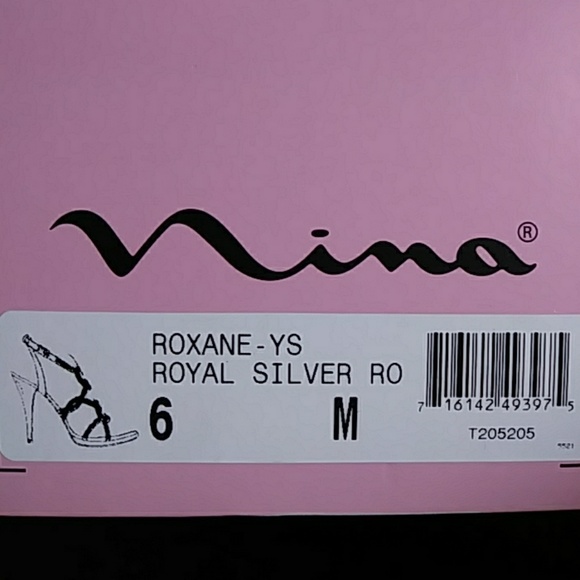 Nina®
ROXANE-YS
ROYAL SILVER RO
6 M
7 16142 49397 5
T205205